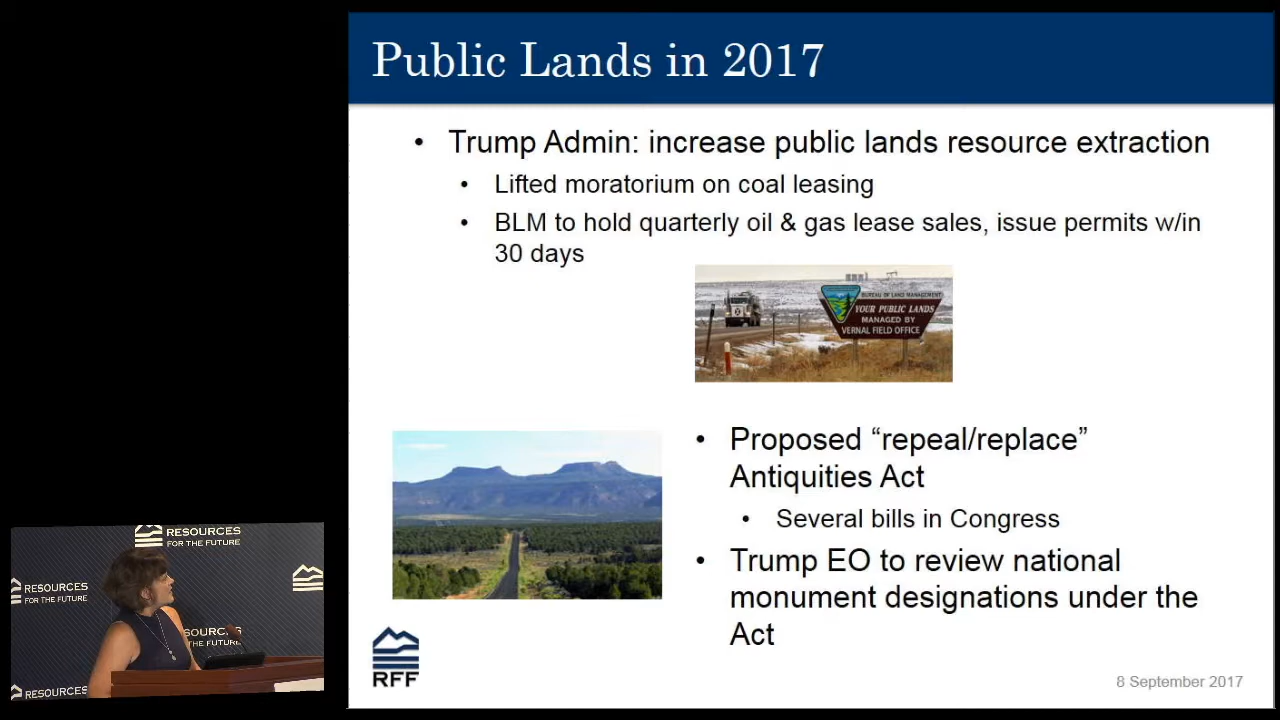 Public Lands in 2017
• Trump Admin: increase public lands resource extraction
• Lifted moratorium on coal leasing
• BLM to hold quarterly oil & gas lease sales, issue permits w/in
30 days
BUREAU OF LAND MANAGEMENT
YOUR PUBLIC LANDS
MANAGED BY
VERNAL FIELD OFFICE
• Proposed “repeal/replace”
Antiquities Act
• Several bills in Congress
• Trump EO to review national
monument designations under the
Act
RFF
8 September 2017
RESOURCES
FOR THE FUTURE
RESOURCES
FOR THE FUTURE
SOURCES
FOR THE FUTURE
RESOURCES